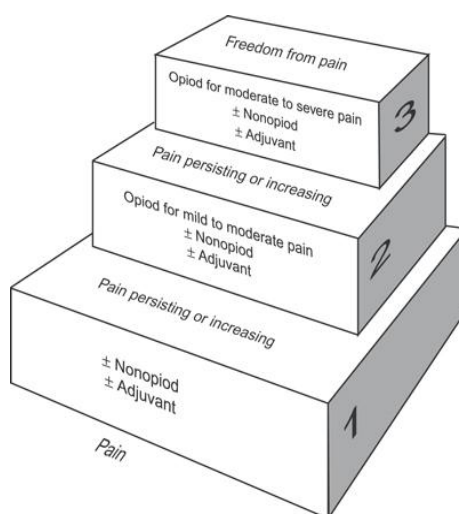 Freedom from pain
Opiod for moderate to severe pain
± Nonopiod
± Adjuvant
3
Pain persisting or increasing
Opiod for mild to moderate pain
± Nonopiod
± Adjuvant
2
Pain persisting or increasing
± Nonopiod
± Adjuvant
1
Pain